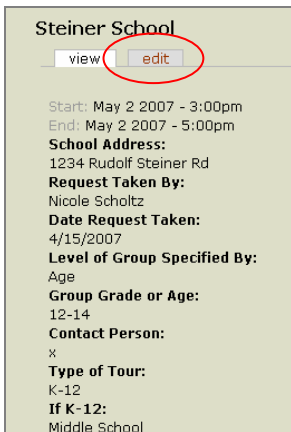 Steiner School
view edit
Start: May 2 2007 - 3:00pm
End: May 2 2007 - 5:00pm
School Address:
1234 Rudolf Steiner Rd
Request Taken By:
Nicole Scholtz
Date Request Taken:
4/15/2007
Level of Group Specified By:
Age
Group Grade or Age:
12-14
Contact Person:
x
Type of Tour:
K-12
If K-12:
Middle School